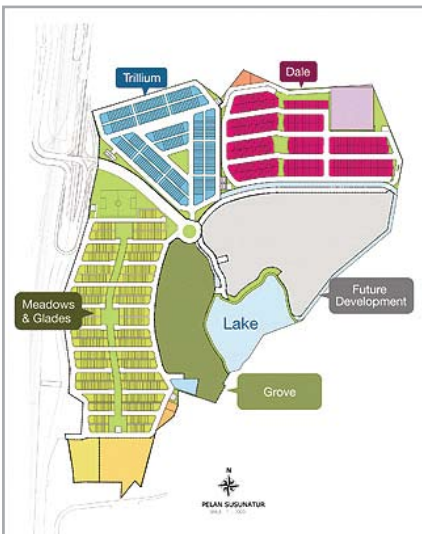 Trillium
Dale
Meadows
& Glades
Future
Development
Lake
Grove
N
PELAN SUSUNATUR